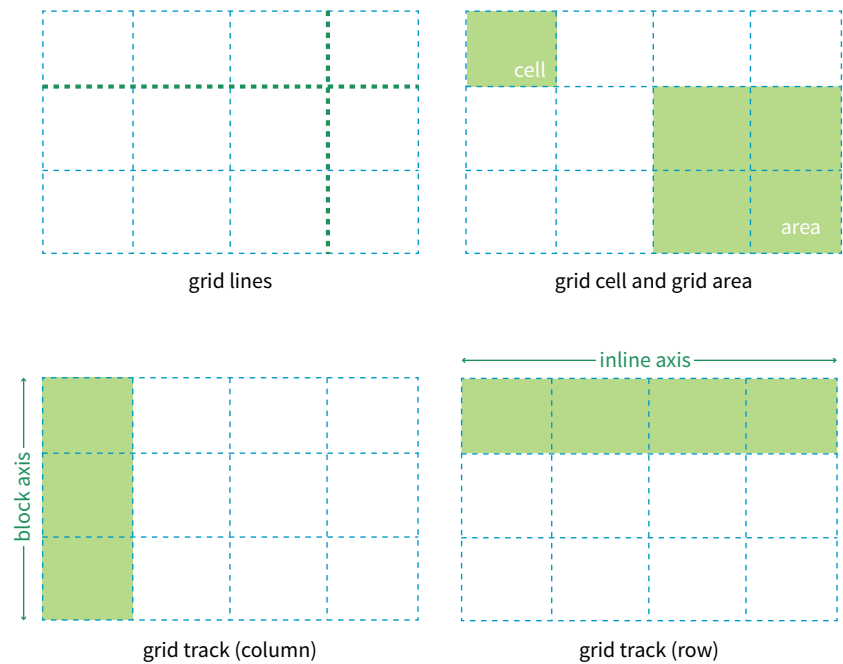 cell
area
grid lines
grid cell and grid area
inline axis
block axis
grid track (column)
grid track (row)